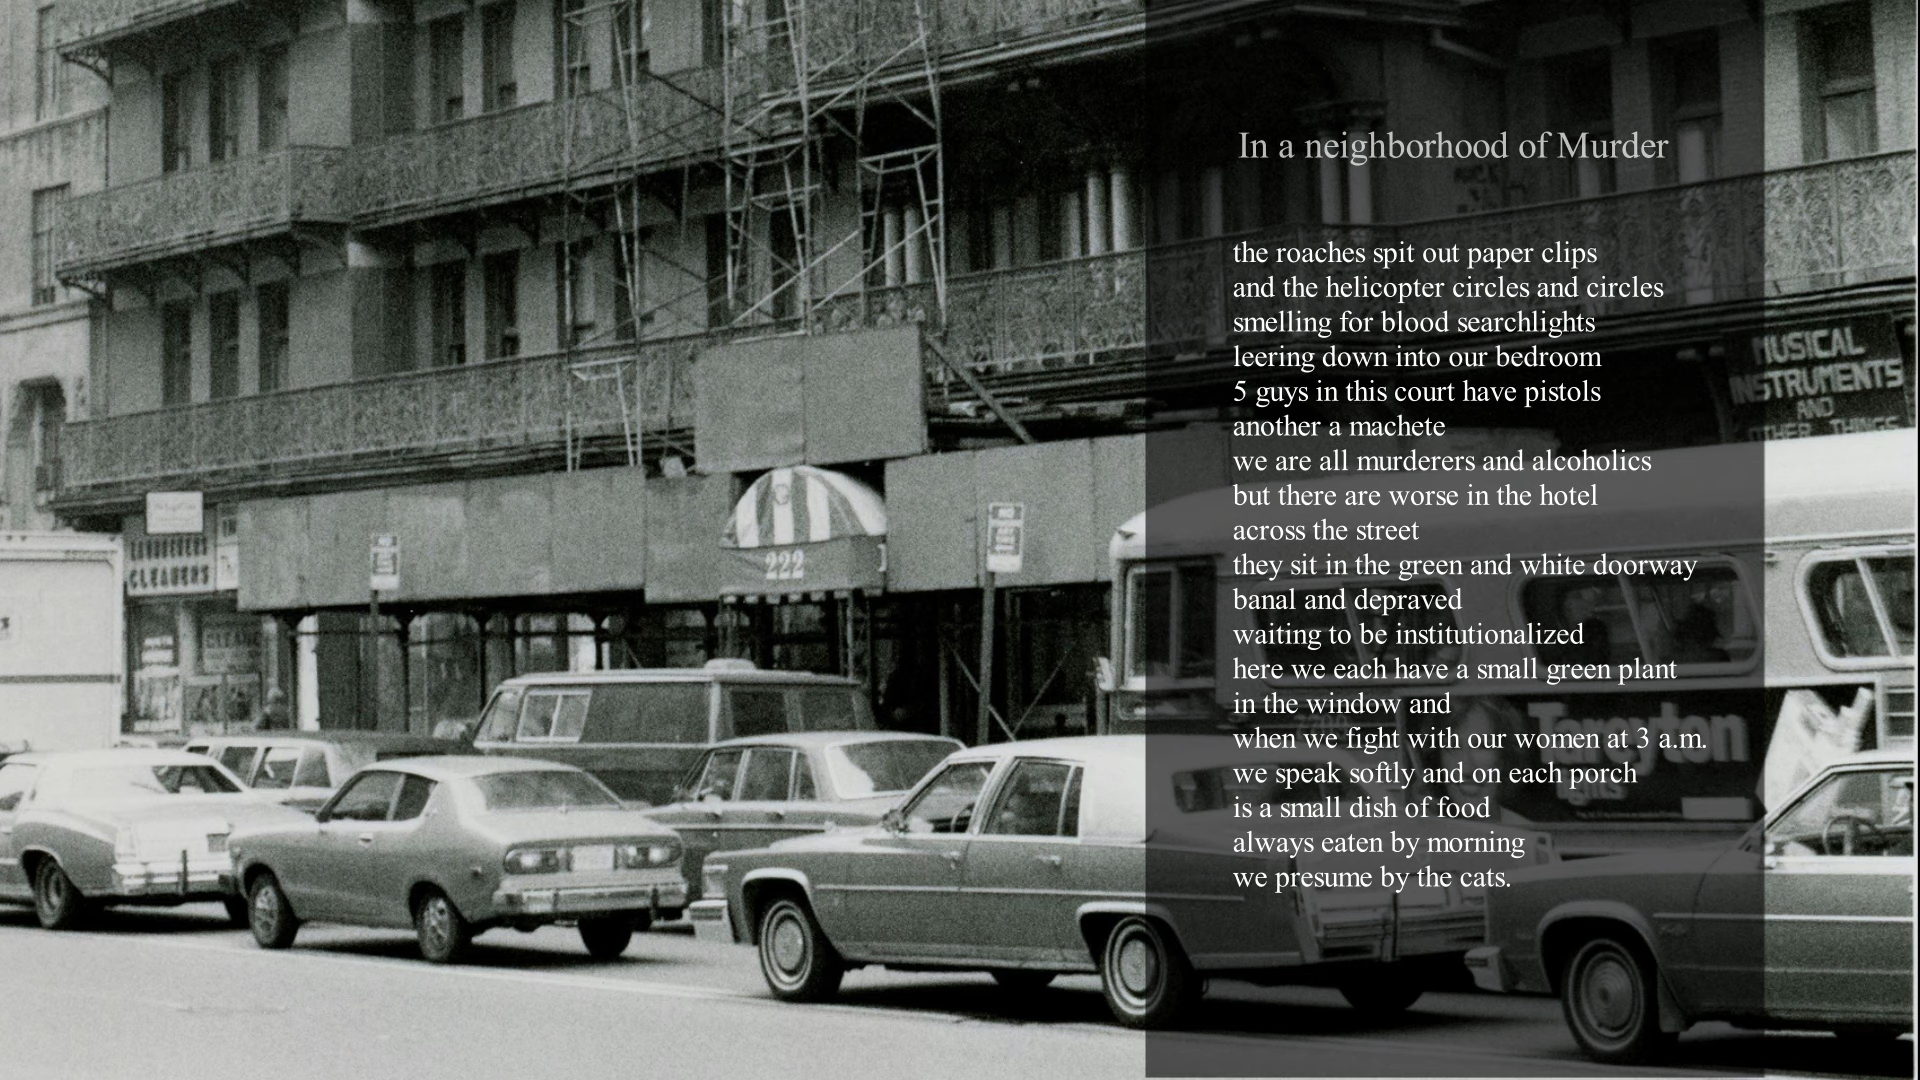 In a neighborhood of Murder
the roaches spit out paper clips
and the helicopter circles and circles
smelling for blood searchlights
leering down into our bedroom
5 guys in this court have pistols
another a machete
we are all murderers and alcoholics
but there are worse in the hotel
across the street
they sit in the green and white doorway
banal and depraved
waiting to be institutionalized
here we each have a small green plant
in the window and
when we fight with our women at 3 a.m.
we speak softly and on each porch
is a small dish of food
always eaten by morning
we presume by the cats.
MUSICAL
INSTRUMENTS
AND
OTHER THINGS
222
CLEANERS
Tareyton
lights